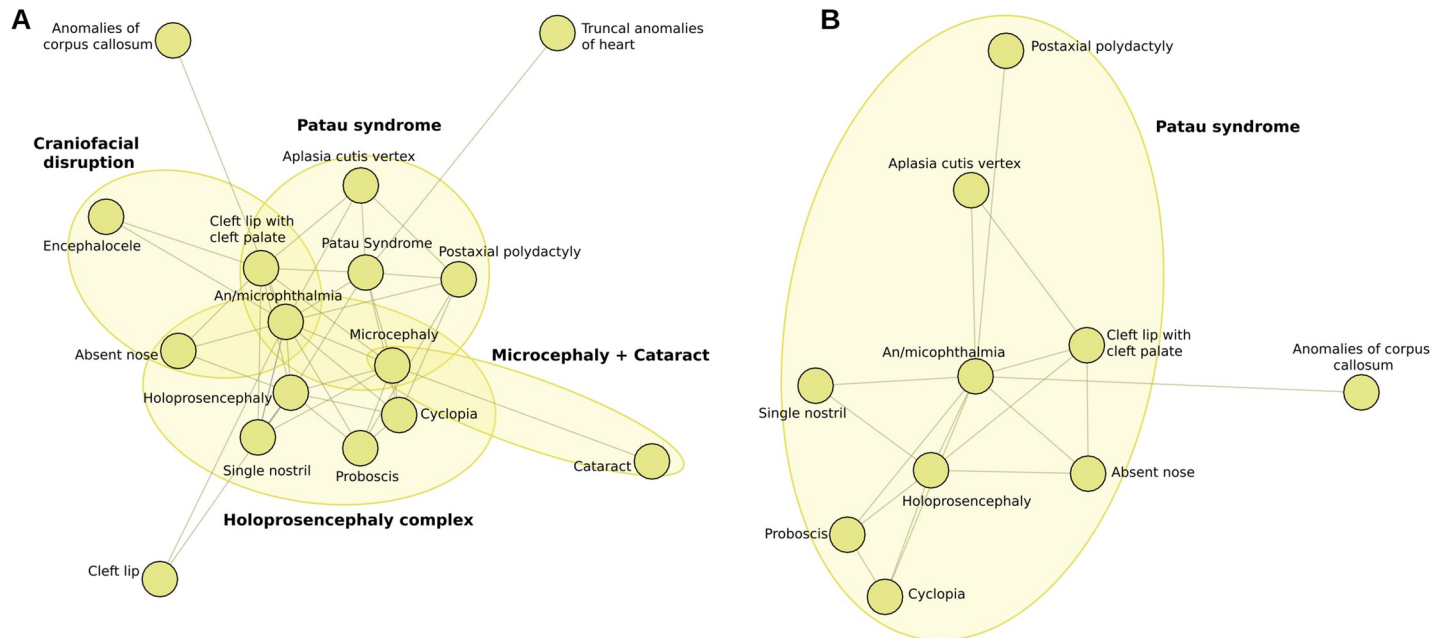 A
Anomalies of
corpus callosum
Truncal anomalies
of heart
Patau syndrome
Craniofacial
disruption
Aplasia cutis vertex
Cleft lip with
cleft palate
Patau Syndrome
Postaxial polydactyly
Encephalocele
An/microphthalmia
Microcephaly
Absent nose
Microcephaly + Cataract
Holoprosencephaly
Cyclopia
Single nostril
Proboscis
Cataract
Holoprosencephaly complex
Cleft lip
B
Postaxial polydactyly
Patau syndrome
Aplasia cutis vertex
Cleft lip with
cleft palate
An/micophthalmia
Anomalies of corpus
callosum
Single nostril
Absent nose
Holoprosencephaly
Proboscis
Cyclopia